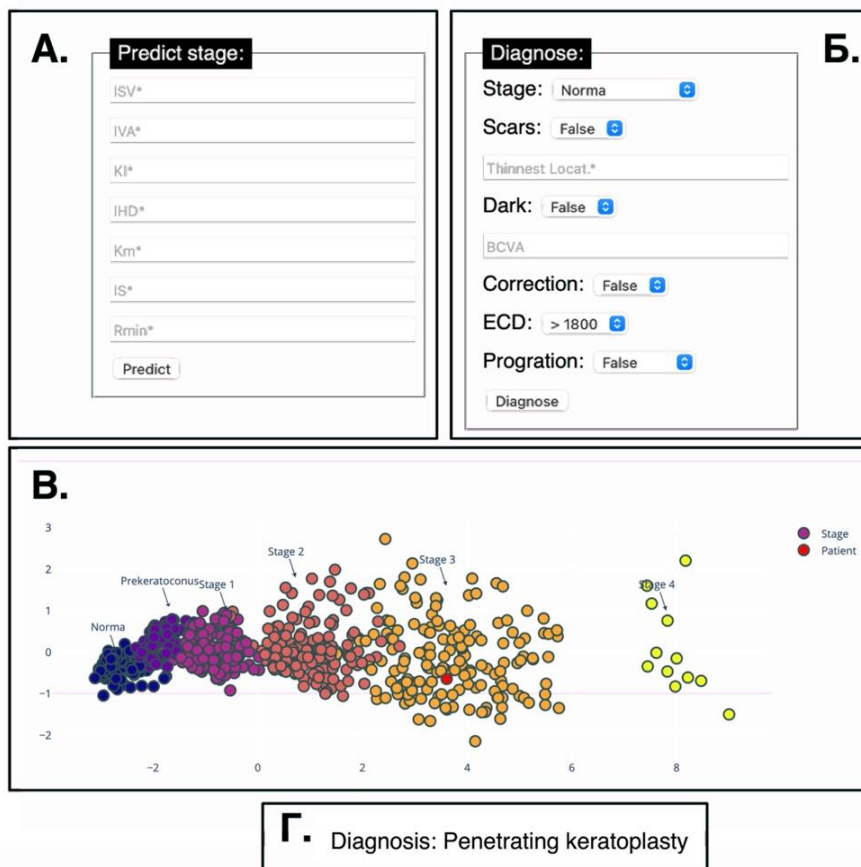 А.
Predict stage:
ISV*
IVA*
KI*
IHD*
Km*
IS*
Rmin*
Predict
Б.
Diagnose:
Stage: Norma
Scars: False
Thinnest Locat.*
Dark: False
BCVA
Correction: False
ECD: > 1800
Progration: False
Diagnose
В.
3
2
1
0
−1
−2
−2
0
2
4
6
8
Norma
Prekeratoconus
Stage 1
Stage 2
Stage 3
Stage 4
Stage
Patient
Г. Diagnosis: Penetrating keratoplasty